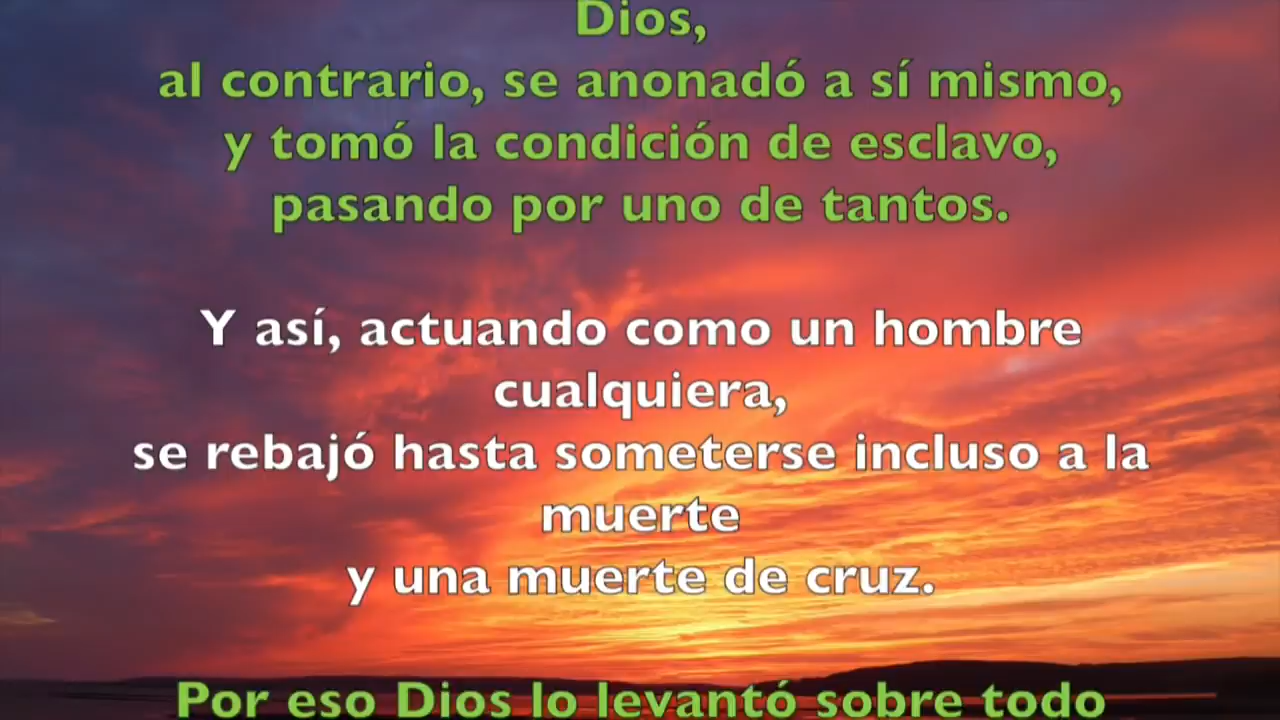 Dios,
al contrario, se anonadó a sí mismo,
y tomó la condición de esclavo,
pasando por uno de tantos.
Y así, actuando como un hombre
cualquiera,
se rebajó hasta someterse incluso a la
muerte
y una muerte de cruz.
Por eso Dios lo levantó sobre todo